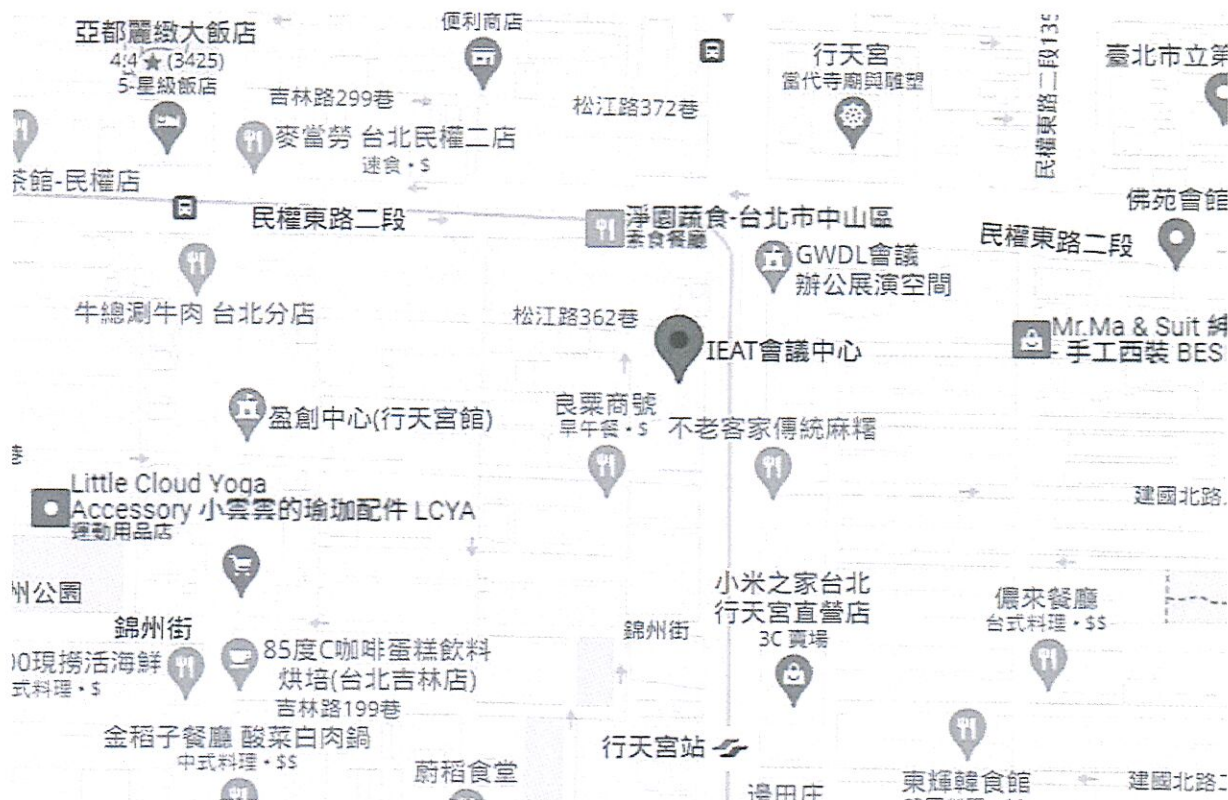 亞都麗緻大飯店
4.4 ★ (3425)
5-星級飯店
便利商店
吉林路299巷
松江路372巷
行天宮
當代寺廟與雕塑
民權東路二段135
臺北市立第
麥當勞 台北民權二店
速食・$
茶館-民權店
民權東路二段
淨園蔬食-台北市中山區
素食餐廳
佛苑會館
民權東路二段
GWDL會議
辦公展演空間
牛總涮牛肉 台北分店
松江路362巷
IEAT會議中心
Mr.Ma & Suit 紳
- 手工西裝 BES
盈創中心(行天宮館)
良粟商號
早午餐・$
不老客家傳統麻糬
巷
Little Cloud Yoga
Accessory 小雲雲的瑜珈配件 LCYA
運動用品店
建國北路
州公園
錦州街
錦州街
小米之家台北
行天宮直營店
3C 賣場
儂來餐廳
台式料理・$$
00現撈活海鮮
式料理・$
85度C咖啡蛋糕飲料
烘培(台北吉林店)
吉林路199巷
金稻子餐廳 酸菜白肉鍋
中式料理・$$
蔚稻食堂
行天宮站
邊田庄
東輝韓食館
建國北路